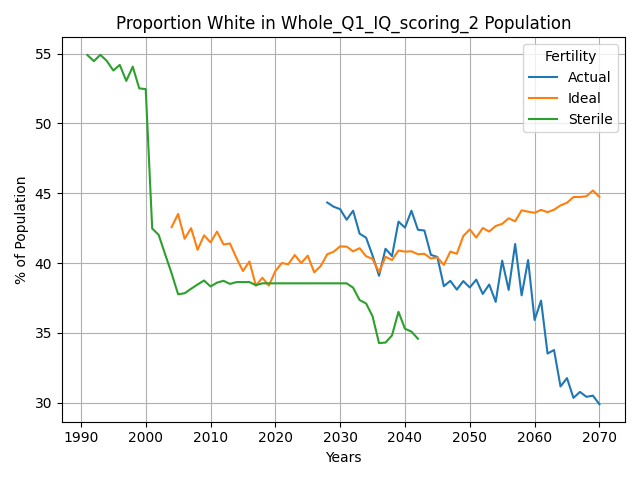 Proportion White in Whole_Q1_IQ_scoring_2 Population
Fertility
Actual
Ideal
Sterile
% of Population
55
50
45
40
35
30
1990 2000 2010 2020 2030 2040 2050 2060 2070
Years